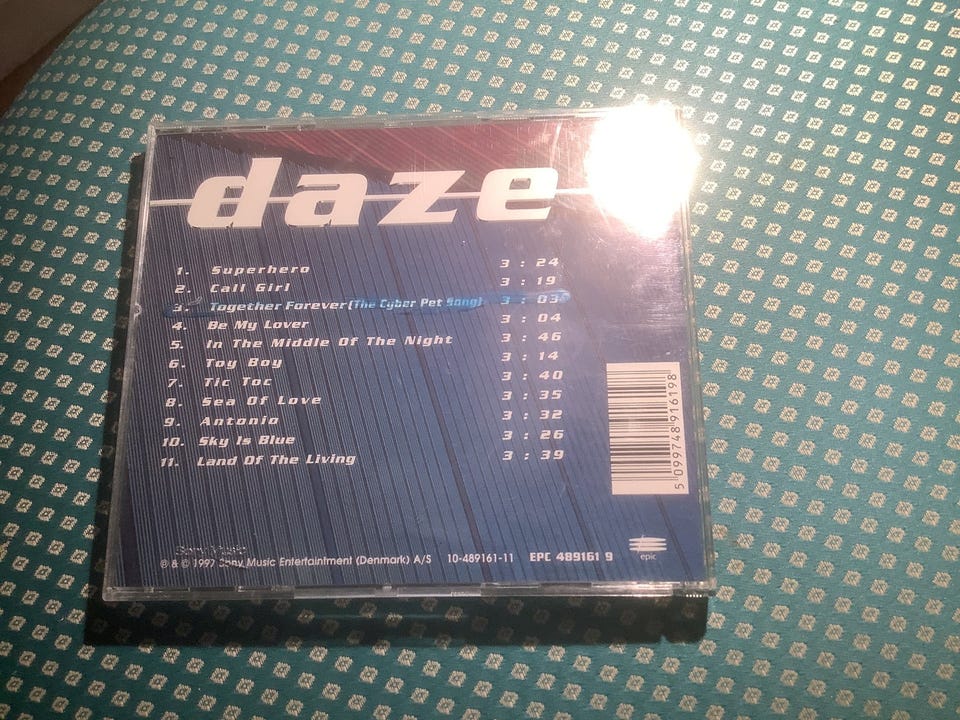 daze
1. Superhero 3 : 24
2. Call Girl 3 : 19
3. Together Forever (The Cyber Pet Song) 3 : 03
4. Be My Lover 3 : 04
5. In The Middle Of The Night 3 : 46
6. Toy Boy 3 : 14
7. Tic Toc 3 : 40
8. Sea Of Love 3 : 35
9. Antonio 3 : 32
10. Sky Is Blue 3 : 26
11. Land Of The Living 3 : 39
5 099748 916198
Sony Music
℗ & © 1997 Sony Music Entertainment (Denmark) A/S 10-489161-11 EPC 489161 9 epic